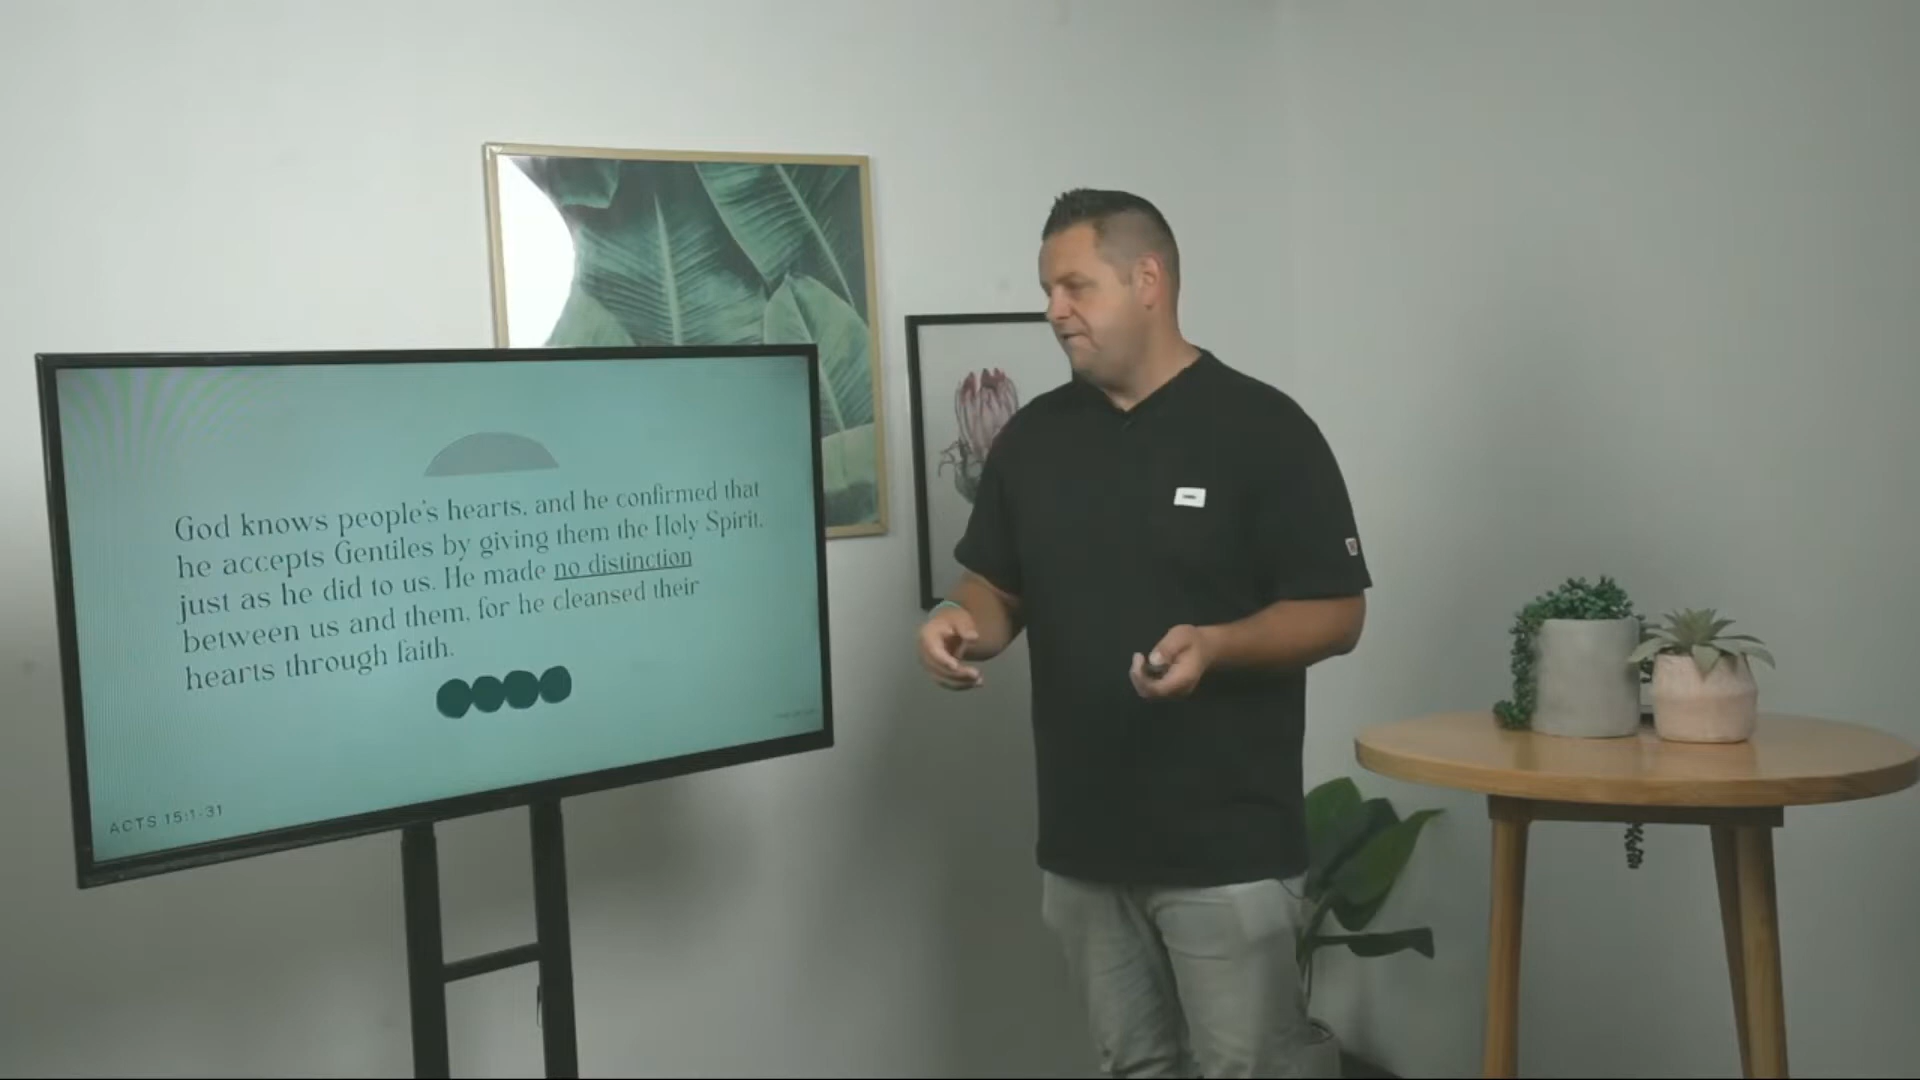 God knows people's hearts, and he confirmed that
he accepts Gentiles by giving them the Holy Spirit,
just as he did to us. He made no distinction
between us and them, for he cleansed their
hearts through faith.
ACTS 15:1-31